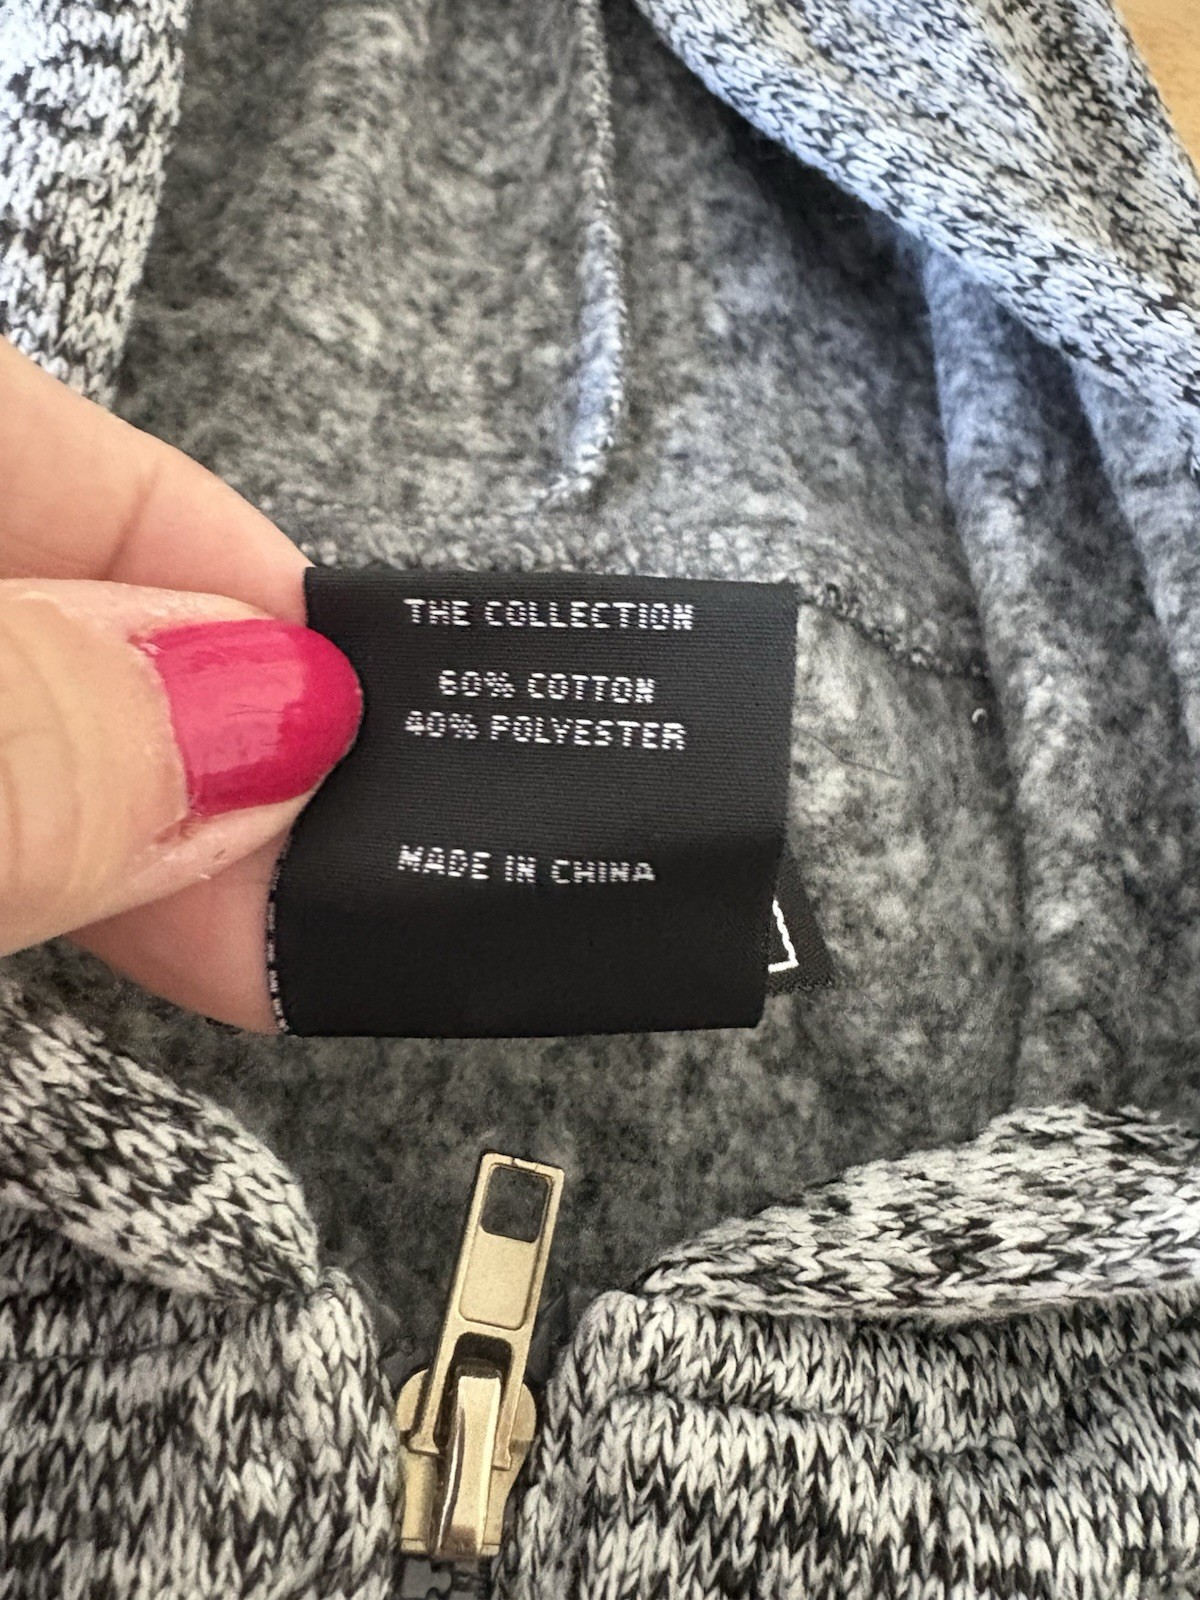 THE COLLECTION
60% COTTON
40% POLYESTER
MADE IN CHINA